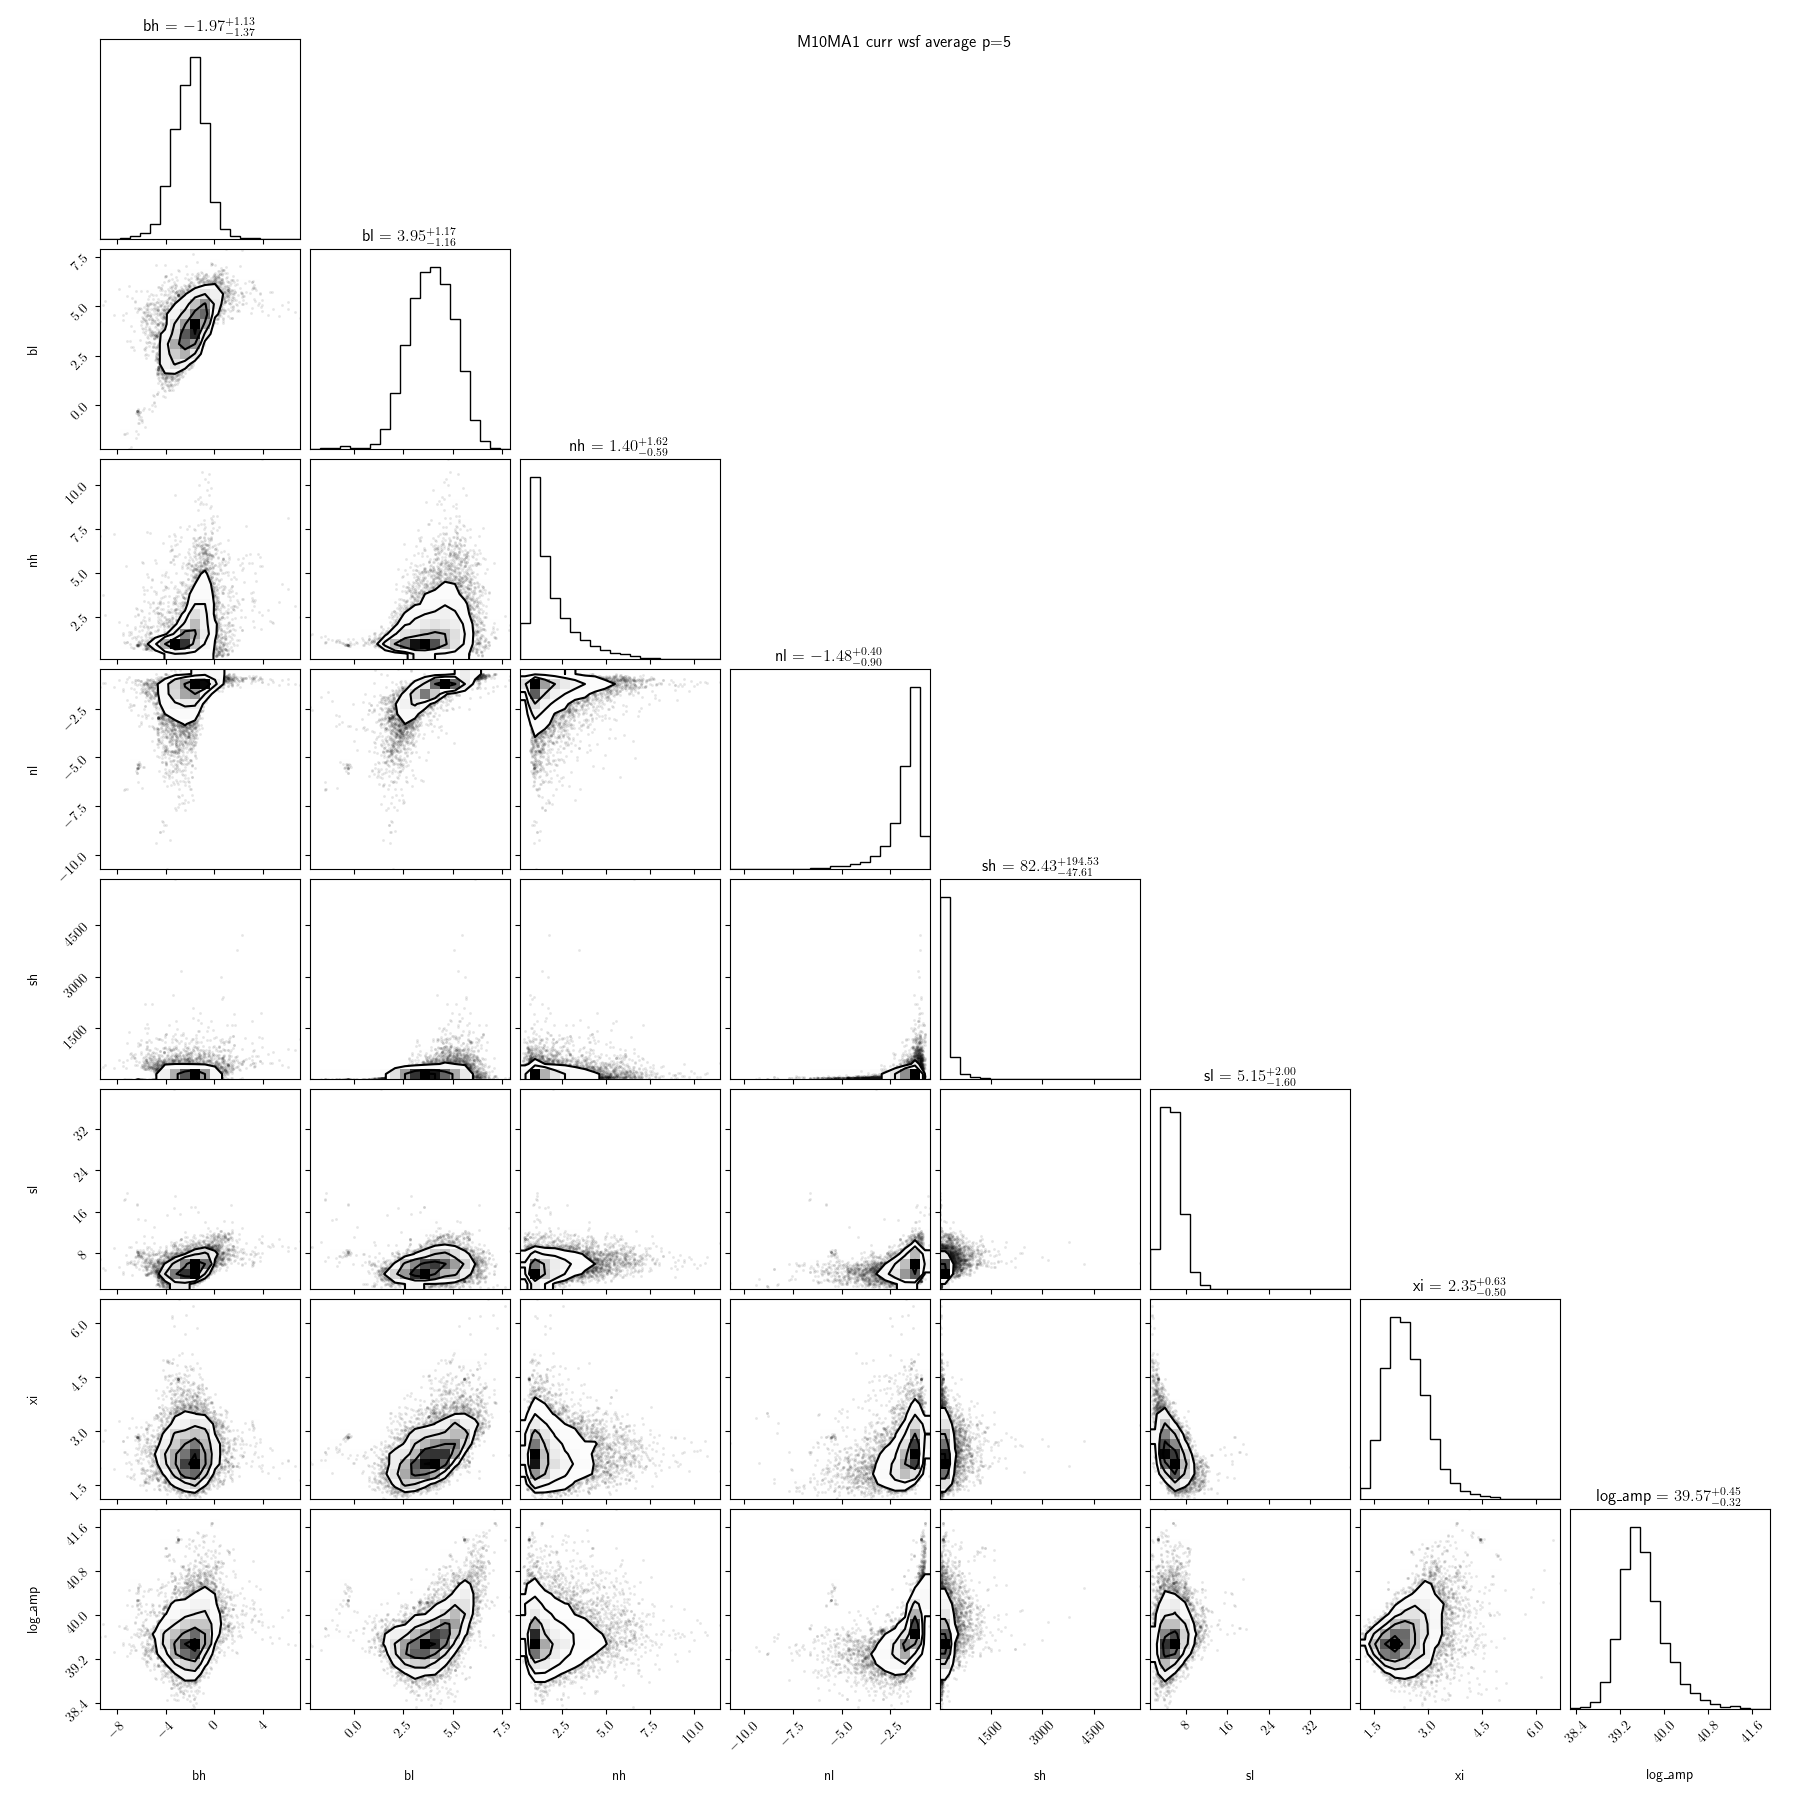 M10MA1 curr wsf average p=5
bh = −1.97 +1.13 −1.37
bl = 3.95 +1.17 −1.16
nh = 1.40 +1.62 −0.59
nl = −1.48 +0.40 −0.90
sh = 82.43 +194.53 −47.61
sl = 5.15 +2.00 −1.60
xi = 2.35 +0.63 −0.50
log_amp = 39.57 +0.45 −0.32
bl
7.5
5.0
2.5
0.0
nh
10.0
7.5
5.0
2.5
nl
−2.5
−5.0
−7.5
−10.0
sh
4500
3000
1500
sl
32
24
16
8
xi
6.0
4.5
3.0
1.5
log_amp
41.6
40.8
40.0
39.2
38.4
−8 −4 0 4
0.0 2.5 5.0 7.5
2.5 5.0 7.5 10.0
−10.0 −7.5 −5.0 −2.5
1500 3000 4500
8 16 24 32
1.5 3.0 4.5 6.0
38.4 39.2 40.0 40.8 41.6
bh bl nh nl sh sl xi log_amp